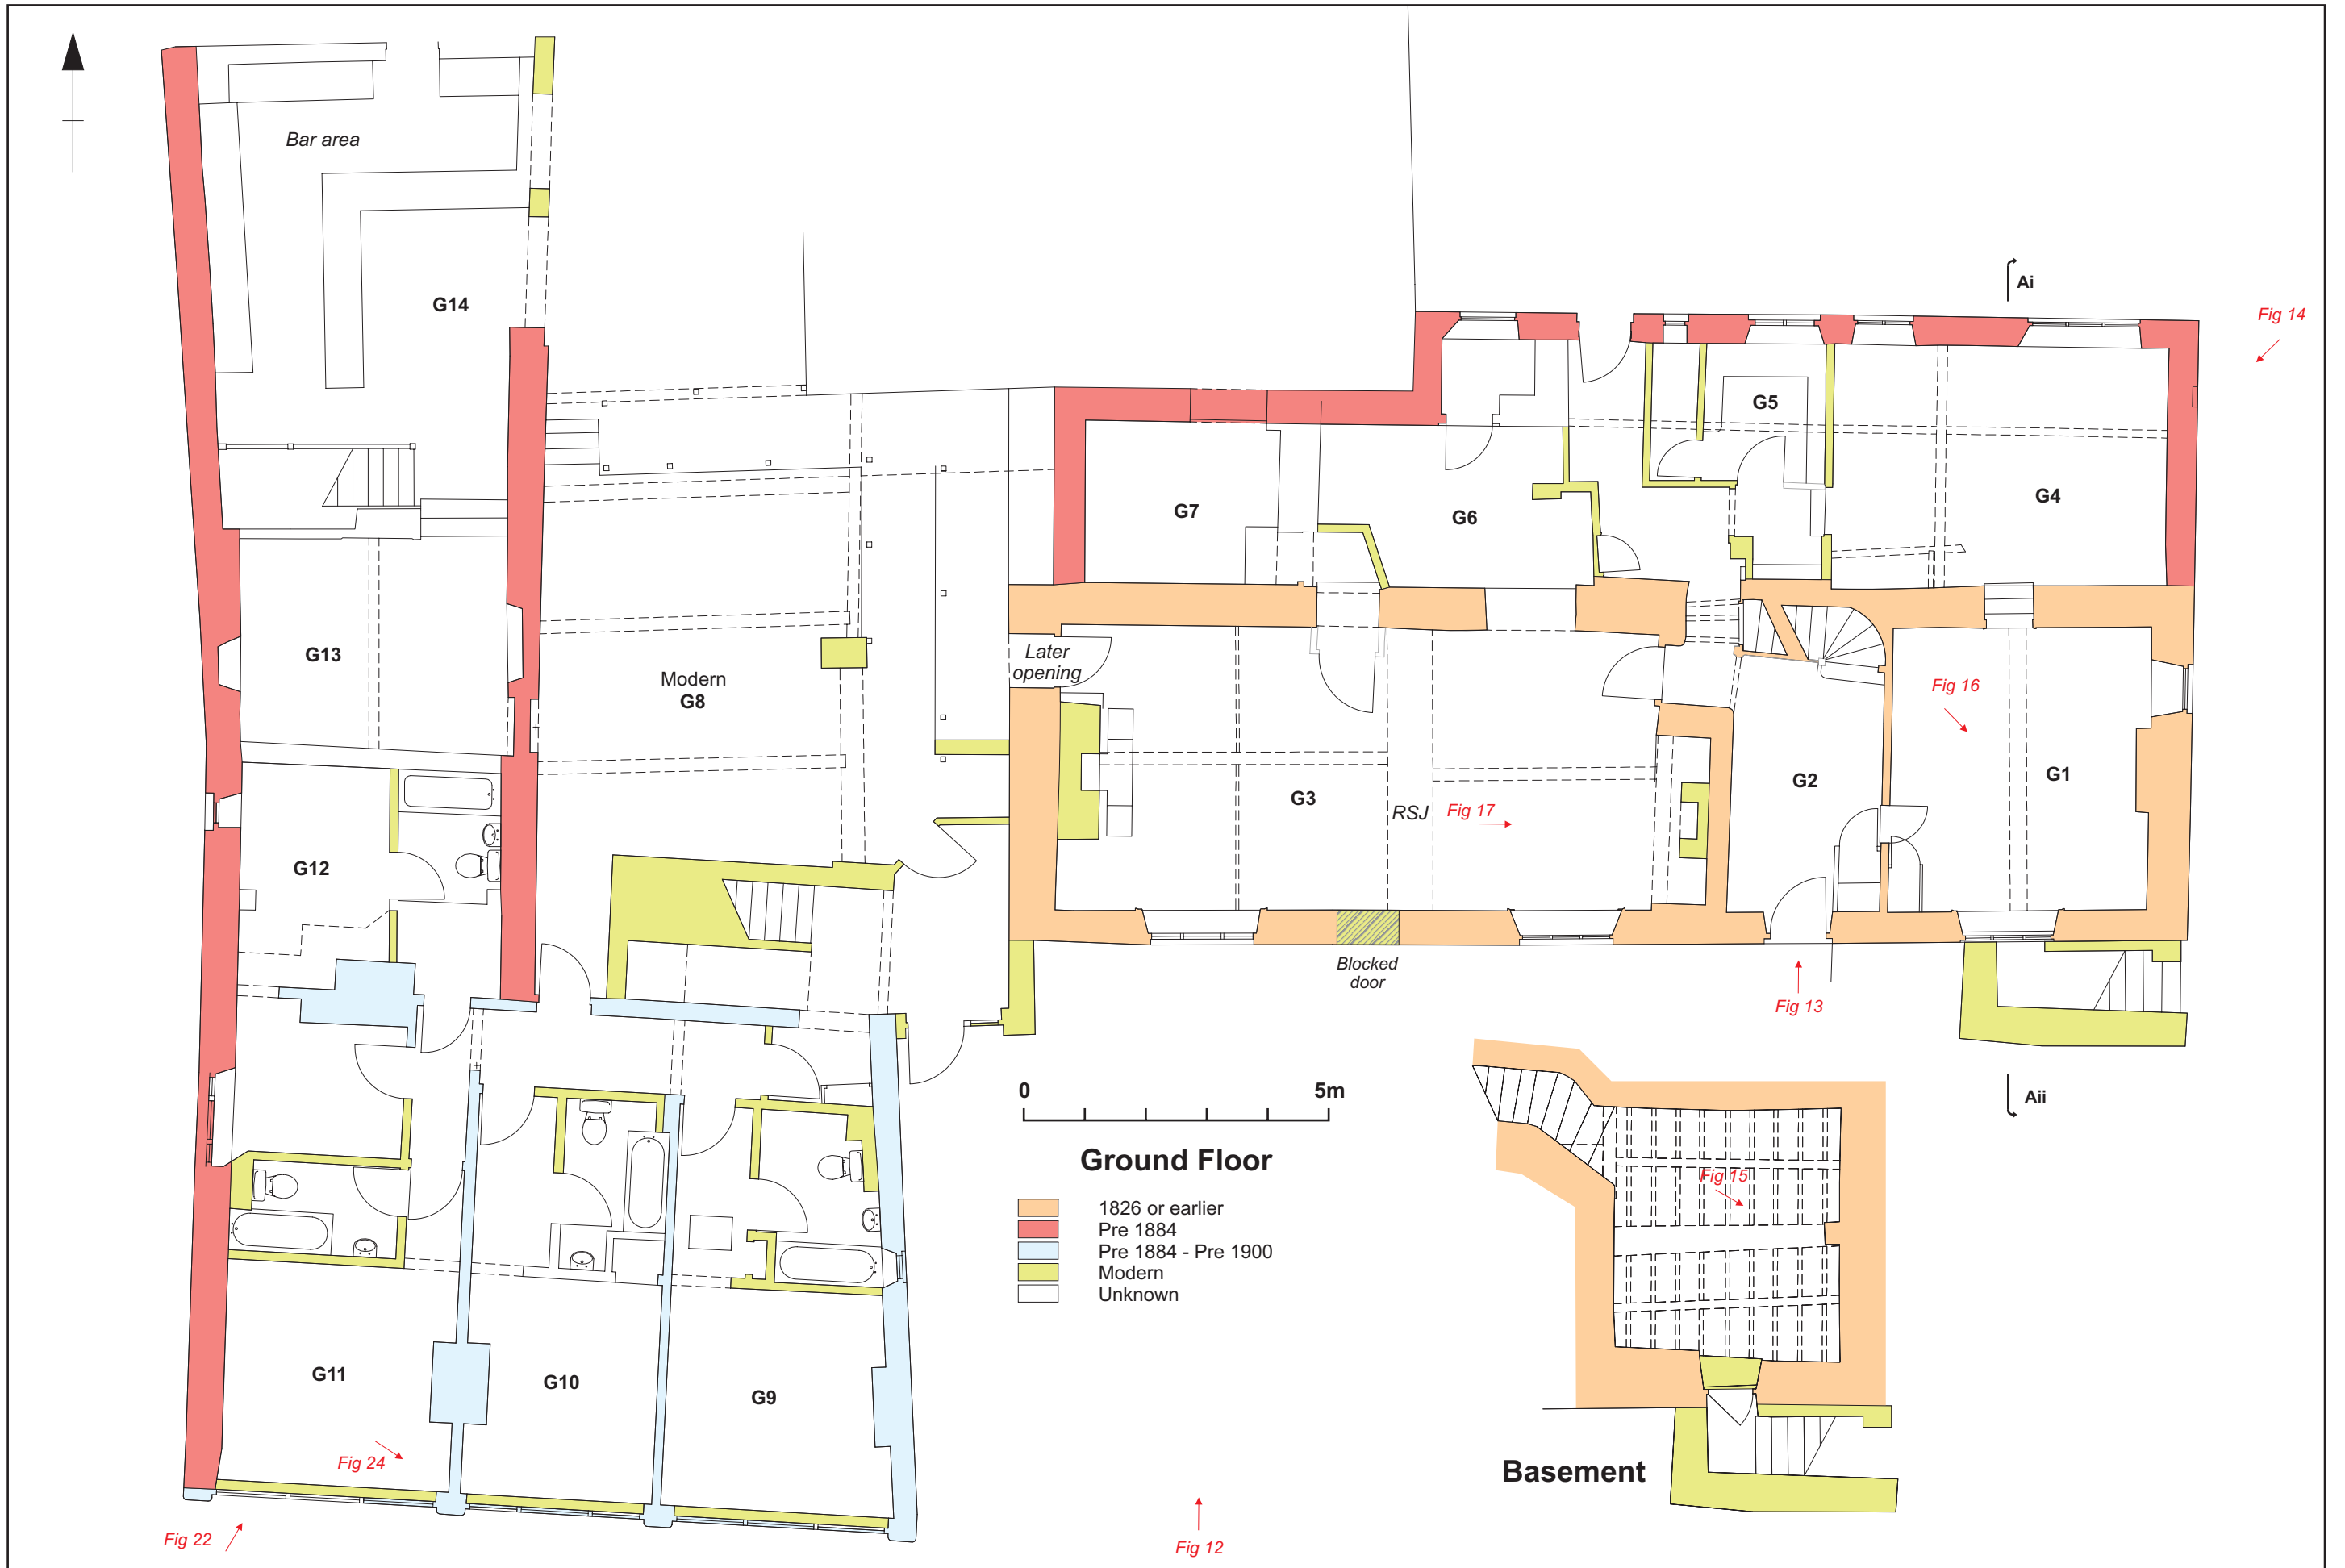 Bar area
G14
Ai
Fig 14
G5
G4
G7
G6
G13
Later
opening
Modern
G8
Fig 16
G12
G3
RSJ
Fig 17
G2
G1
Blocked
door
Fig 13
0
5m
Aii
Ground Floor
1826 or earlier
Pre 1884
Pre 1884 - Pre 1900
Modern
Unknown
Fig 15
G11
G10
G9
Fig 24
Basement
Fig 22
Fig 12